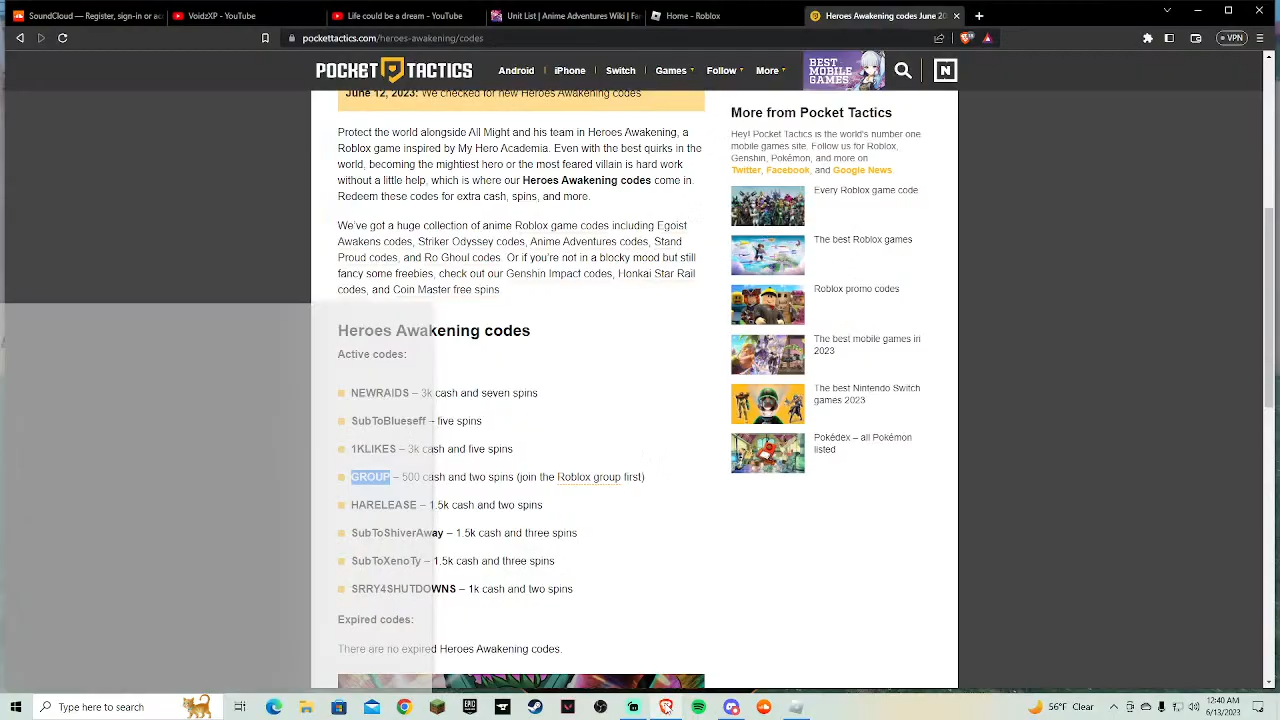 SoundCloud — Register, sign-in or ac
VoidzXP - YouTube
Life could be a dream - YouTube
Unit List | Anime Adventures Wiki | Fa
Home - Roblox
Heroes Awakening codes June 20
pockettactics.com/heroes-awakening/codes
VPN
POCKET TACTICS
Android
iPhone
Switch
Games
Follow
More
BEST
MOBILE
GAMES
N
June 12, 2023: We checked for new Heroes Awakening codes
Protect the world alongside All Might and his team in Heroes Awakening, a
Roblox game inspired by My Hero Academia. Even with the best quirks in the
world, becoming the mightiest hero or the most feared villain is hard work
without a little help, which is where our Heroes Awakening codes come in.
Redeem these codes for extra cash, spins, and more.
We've got a huge collection of anime Roblox game codes including Egoist
Awakens codes, Striker Odyssey codes, Anime Adventures codes, Stand
Proud codes, and Ro Ghoul codes. Or if you're not in a blocky mood but still
fancy some freebies, check out our Genshin Impact codes, Honkai Star Rail
codes, and Coin Master free spins.
Heroes Awakening codes
Active codes:
NEWRAIDS – 3k cash and seven spins
SubToBlueseff – five spins
1KLIKES – 3k cash and five spins
GROUP – 500 cash and two spins (join the Roblox group first)
HARELEASE – 1.5k cash and two spins
SubToShiverAway – 1.5k cash and three spins
SubToXenoTy – 1.5k cash and three spins
SRRY4SHUTDOWNS – 1k cash and two spins
Expired codes:
There are no expired Heroes Awakening codes.
More from Pocket Tactics
Hey! Pocket Tactics is the world's number one
mobile games site. Follow us for Roblox,
Genshin, Pokémon, and more on
Twitter, Facebook, and Google News.
Every Roblox game code
The best Roblox games
Roblox promo codes
The best mobile games in
2023
The best Nintendo Switch
games 2023
Pokédex – all Pokémon
listed
Type here to search
56°F Clear
12:40 AM
6/13/2023